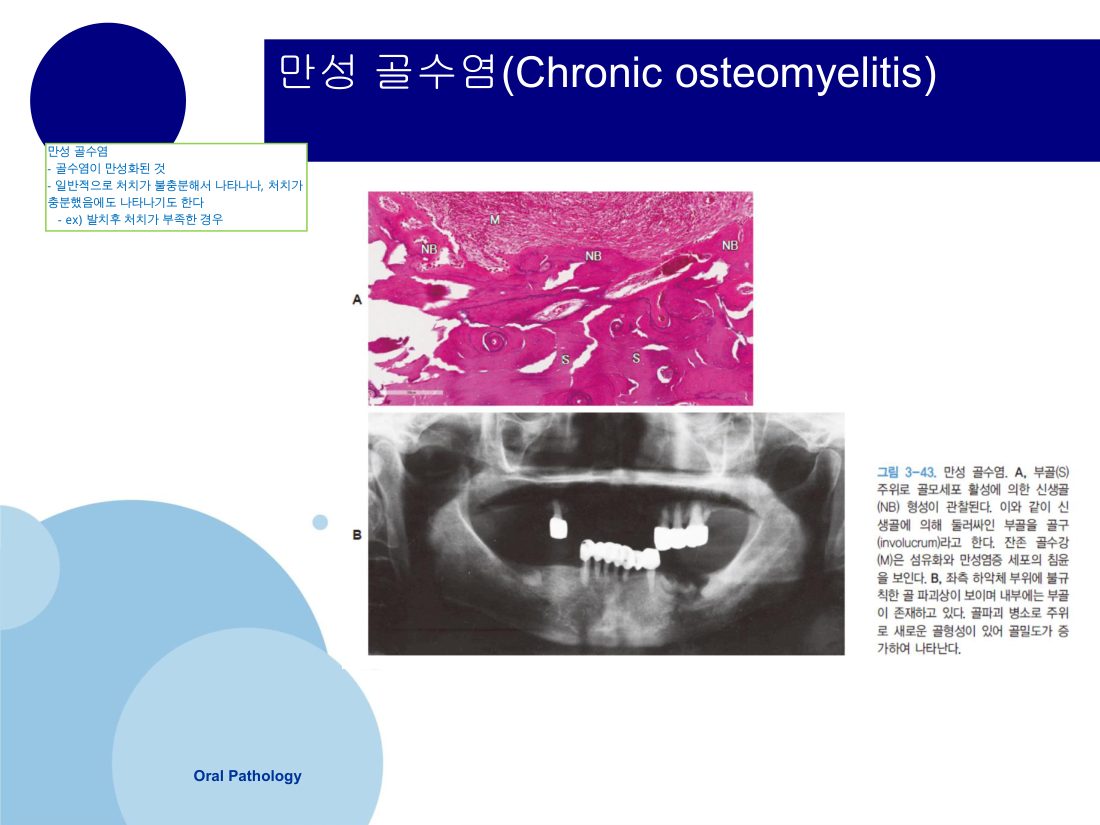 만성 골수염(Chronic osteomyelitis)
만성 골수염
- 골수염이 만성화된 것
- 일반적으로 처치가 불충분해서 나타나나, 처치가
충분했음에도 나타나기도 한다
- ex) 발치후 처치가 부족한 경우
M
NB
NB
NB
A
S
S
B
그림 3-43. 만성 골수염. A, 부골(S)
주위로 골모세포 활성에 의한 신생골
(NB) 형성이 관찰된다. 이와 같이 신
생골에 의해 둘러싸인 부골을 골구
(involucrum)라고 한다. 잔존 골수강
(M)은 섬유화와 만성염증 세포의 침윤
을 보인다. B, 좌측 하악체 부위에 불규
칙한 골 파괴상이 보이며 내부에는 부골
이 존재하고 있다. 골파괴 병소로 주위
로 새로운 골형성이 있어 골밀도가 증
가하여 나타난다.
Oral Pathology